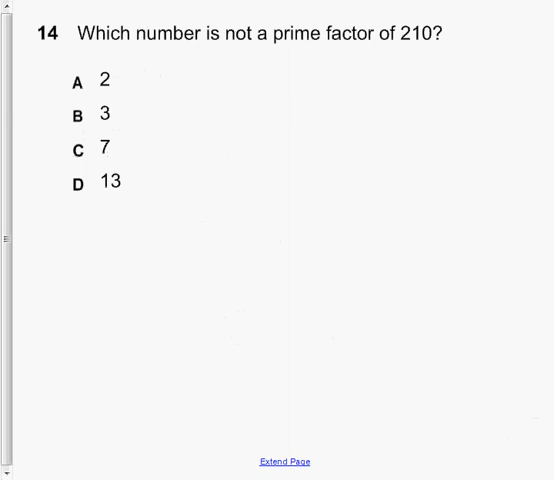 14 Which number is not a prime factor of 210?
A 2
B 3
C 7
D 13
Extend Page